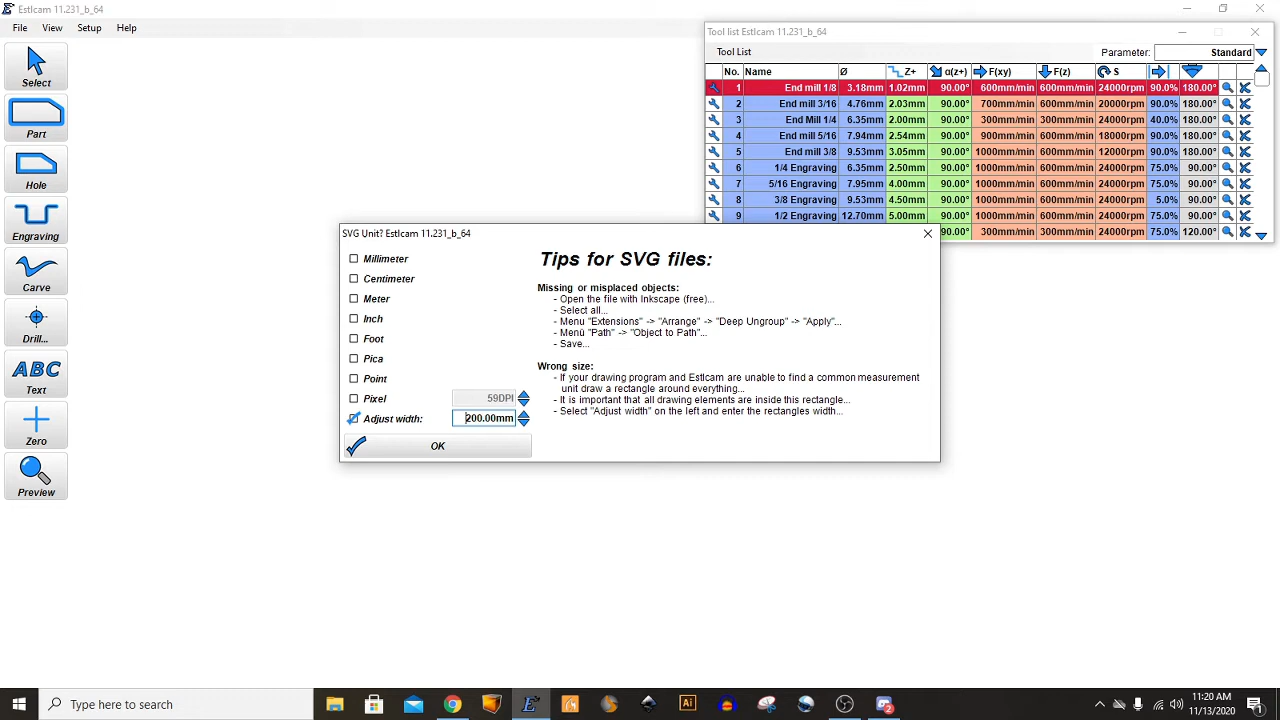 Estlcam 11.231_b_64
File View Setup Help
Select
Part
Hole
Engraving
Carve
Drill...
ABC
Text
Zero
Preview
Tool list Estlcam 11.231_b_64
Tool List Parameter: Standard
No. Name Ø Z+ α(z+) F(xy) F(z) S
1 End mill 1/8 3.18mm 1.02mm 90.00° 600mm/min 600mm/min 24000rpm 90.0% 180.00°
2 End mill 3/16 4.76mm 2.03mm 90.00° 700mm/min 600mm/min 20000rpm 90.0% 180.00°
3 End Mill 1/4 6.35mm 2.00mm 90.00° 300mm/min 300mm/min 24000rpm 40.0% 180.00°
4 End mill 5/16 7.94mm 2.54mm 90.00° 900mm/min 600mm/min 18000rpm 90.0% 180.00°
5 End mill 3/8 9.53mm 3.05mm 90.00° 1000mm/min 600mm/min 12000rpm 90.0% 180.00°
6 1/4 Engraving 6.35mm 2.50mm 90.00° 1000mm/min 600mm/min 24000rpm 75.0% 90.00°
7 5/16 Engraving 7.95mm 4.00mm 90.00° 1000mm/min 600mm/min 24000rpm 75.0% 90.00°
8 3/8 Engraving 9.53mm 4.50mm 90.00° 1000mm/min 600mm/min 24000rpm 5.0% 90.00°
9 1/2 Engraving 12.70mm 5.00mm 90.00° 1000mm/min 600mm/min 24000rpm 75.0% 90.00°
90.00° 300mm/min 300mm/min 24000rpm 75.0% 120.00°
SVG Unit? Estlcam 11.231_b_64
Millimeter
Centimeter
Meter
Inch
Foot
Pica
Point
Pixel 59DPI
Adjust width: 200.00mm
OK
Tips for SVG files:
Missing or misplaced objects:
- Open the file with Inkscape (free)...
- Select all...
- Menu "Extensions" -> "Arrange" -> "Deep Ungroup" -> "Apply"...
- Menü "Path" -> "Object to Path"...
- Save...
Wrong size:
- If your drawing program and Estlcam are unable to find a common measurement
unit draw a rectangle around everything...
- It is important that all drawing elements are inside this rectangle...
- Select "Adjust width" on the left and enter the rectangles width...
Type here to search
Ai
2
11:20 AM
11/13/2020
1